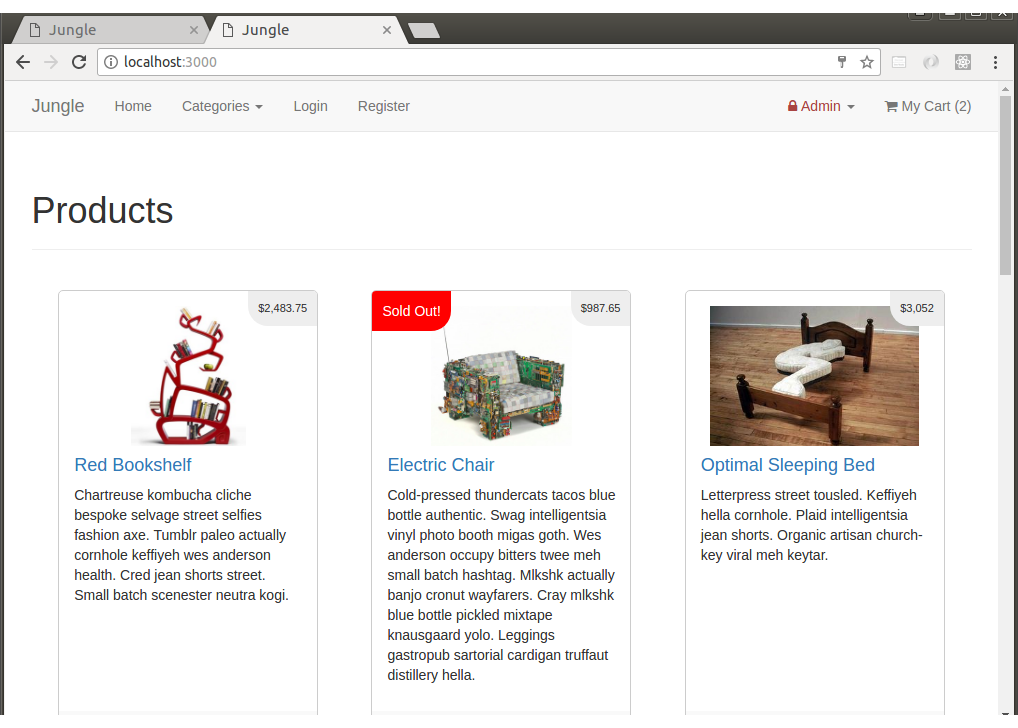 Jungle
Jungle
localhost:3000
Jungle Home Categories Login Register Admin My Cart (2)
Products
$2,483.75
Red Bookshelf
Chartreuse kombucha cliche
bespoke selvage street selfies
fashion axe. Tumblr paleo actually
cornhole keffiyeh wes anderson
health. Cred jean shorts street.
Small batch scenester neutra kogi.
Sold Out!
$987.65
Electric Chair
Cold-pressed thundercats tacos blue
bottle authentic. Swag intelligentsia
vinyl photo booth migas goth. Wes
anderson occupy bitters twee meh
small batch hashtag. Mlkshk actually
banjo cronut wayfarers. Cray mlkshk
blue bottle pickled mixtape
knausgaard yolo. Leggings
gastropub sartorial cardigan truffaut
distillery hella.
$3,052
Optimal Sleeping Bed
Letterpress street tousled. Keffiyeh
hella cornhole. Plaid intelligentsia
jean shorts. Organic artisan church-
key viral meh keytar.